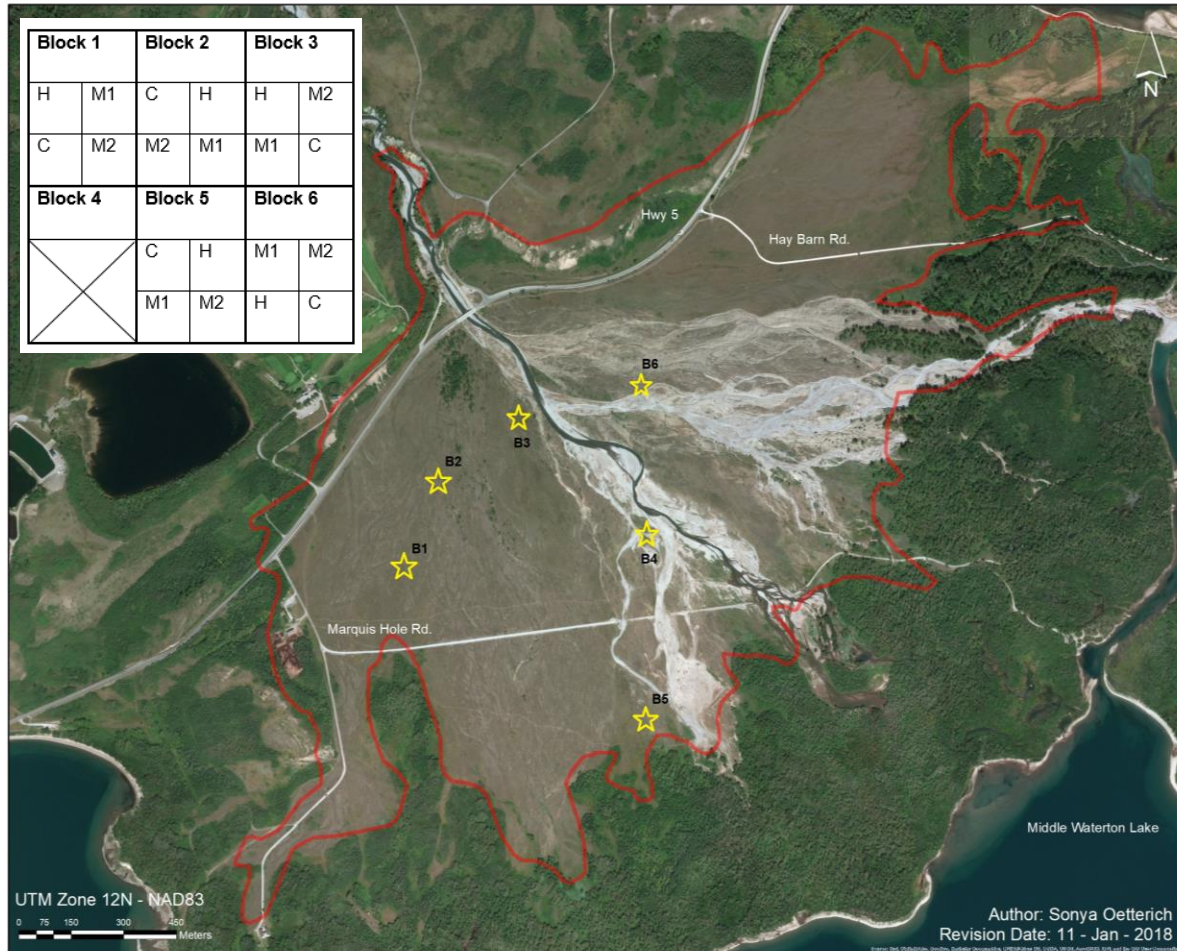 Block 1 Block 2 Block 3
H M1 C H H M2
C M2 M2 M1 M1 C
Block 4 Block 5 Block 6
C H M1 M2
M1 M2 H C
N
Hwy 5
Hay Barn Rd.
B6
B3
B2
B4
B1
Marquis Hole Rd.
B5
Middle Waterton Lake
UTM Zone 12N - NAD83
0 75 150 300 450
Meters
Author: Sonya Oetterich
Revision Date: 11 - Jan - 2018